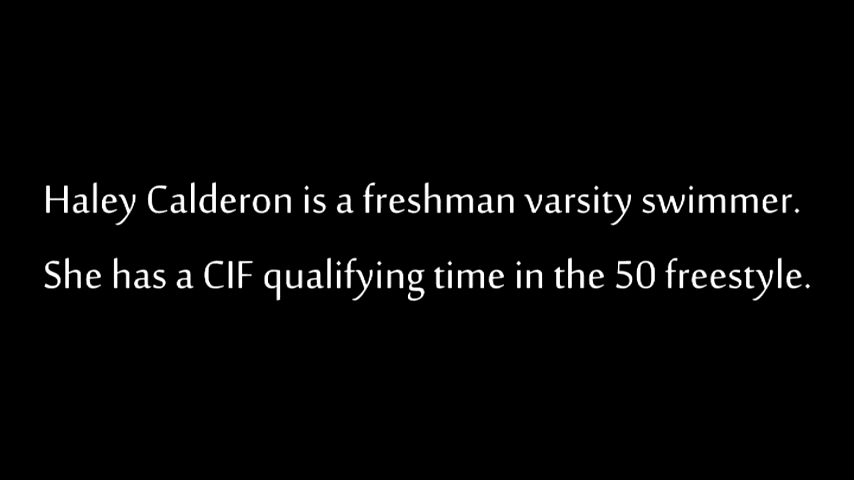 Haley Calderon is a freshman varsity swimmer.
She has a CIF qualifying time in the 50 freestyle.